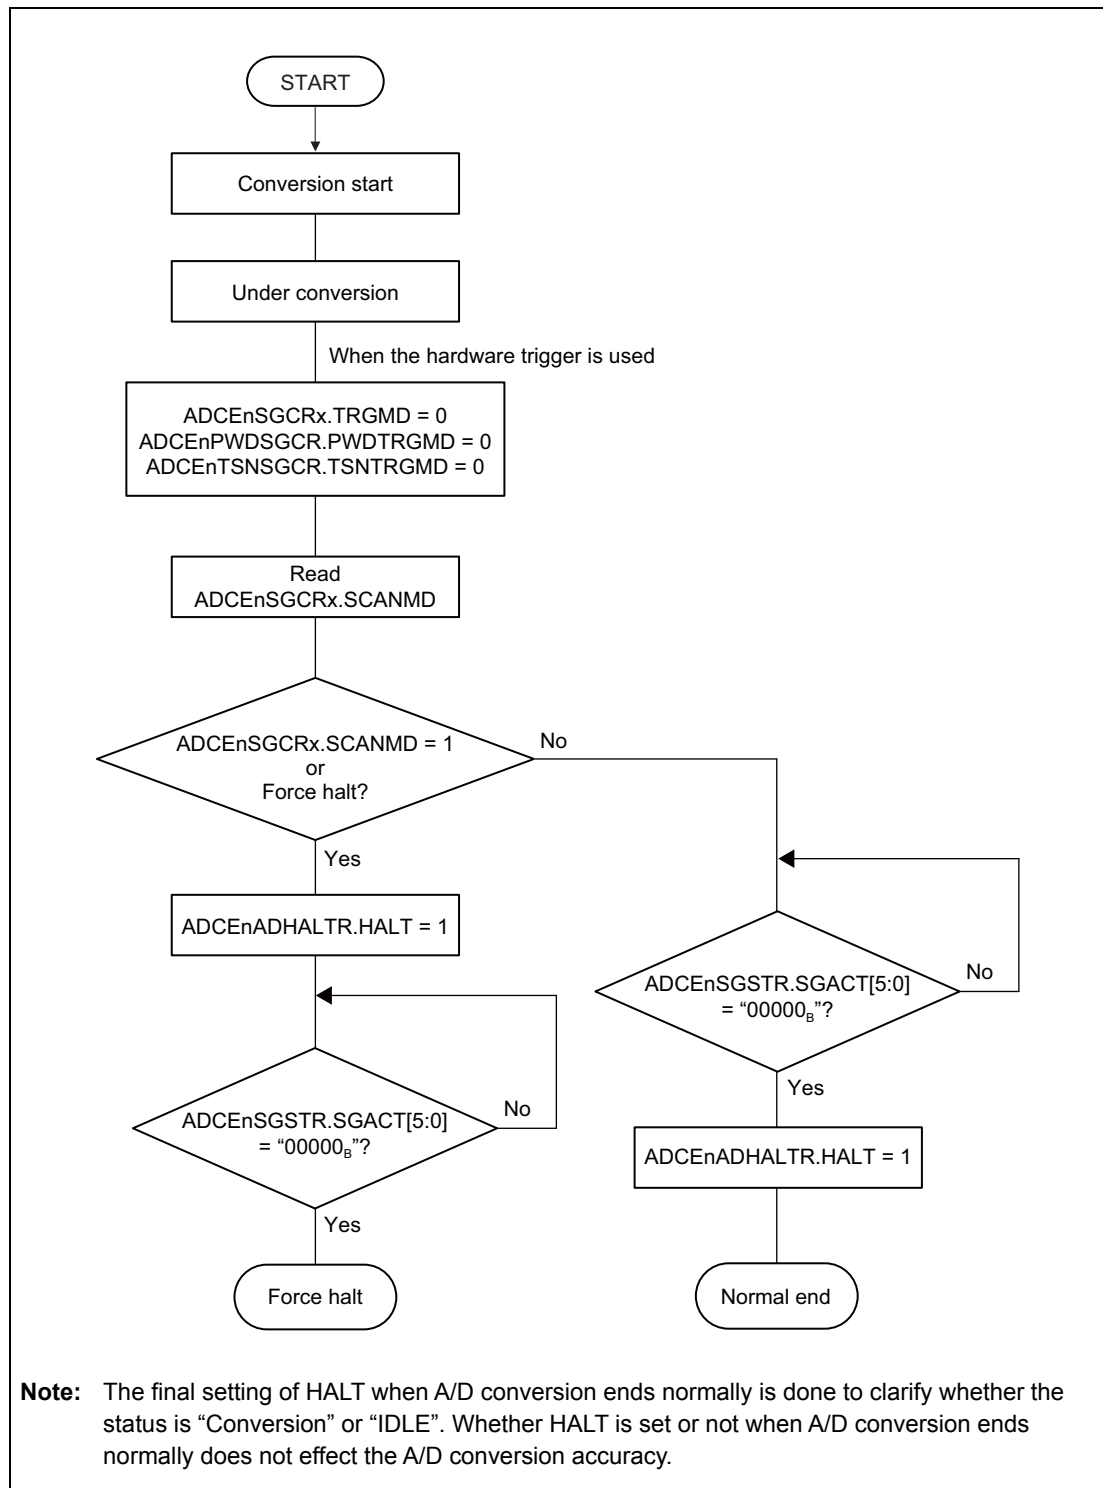 START
Conversion start
Under conversion
When the hardware trigger is used
ADCEnSGCRx.TRGMD = 0
ADCEnPWDSGCR.PWDTRGMD = 0
ADCEnTSNSGCR.TSNTRGMD = 0
Read
ADCEnSGCRx.SCANMD
ADCEnSGCRx.SCANMD = 1
or
Force halt?
No
Yes
ADCEnADHALTR.HALT = 1
ADCEnSGSTR.SGACT[5:0]
= “00000B”?
No
Yes
Force halt
ADCEnSGSTR.SGACT[5:0]
= “00000B”?
No
Yes
ADCEnADHALTR.HALT = 1
Normal end
Note: The final setting of HALT when A/D conversion ends normally is done to clarify whether the
status is “Conversion” or “IDLE”. Whether HALT is set or not when A/D conversion ends
normally does not effect the A/D conversion accuracy.